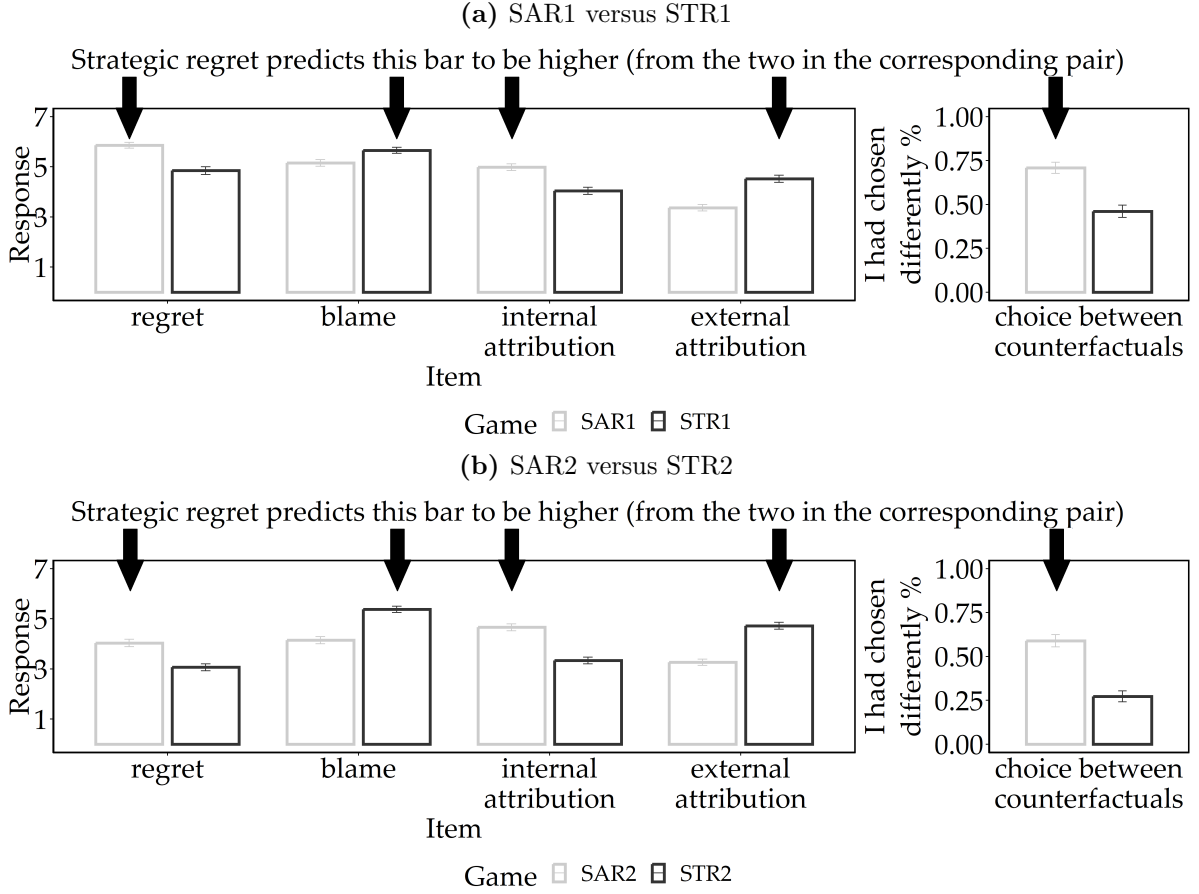 (a) SAR1 versus STR1
Strategic regret predicts this bar to be higher (from the two in the corresponding pair)
Response
7
5
3
1
regret
blame
internal
attribution
external
attribution
Item
I had chosen
differently %
1.00
0.75
0.50
0.25
0.00
choice between
counterfactuals
Game SAR1 STR1
(b) SAR2 versus STR2
Strategic regret predicts this bar to be higher (from the two in the corresponding pair)
Response
7
5
3
1
regret
blame
internal
attribution
external
attribution
Item
I had chosen
differently %
1.00
0.75
0.50
0.25
0.00
choice between
counterfactuals
Game SAR2 STR2